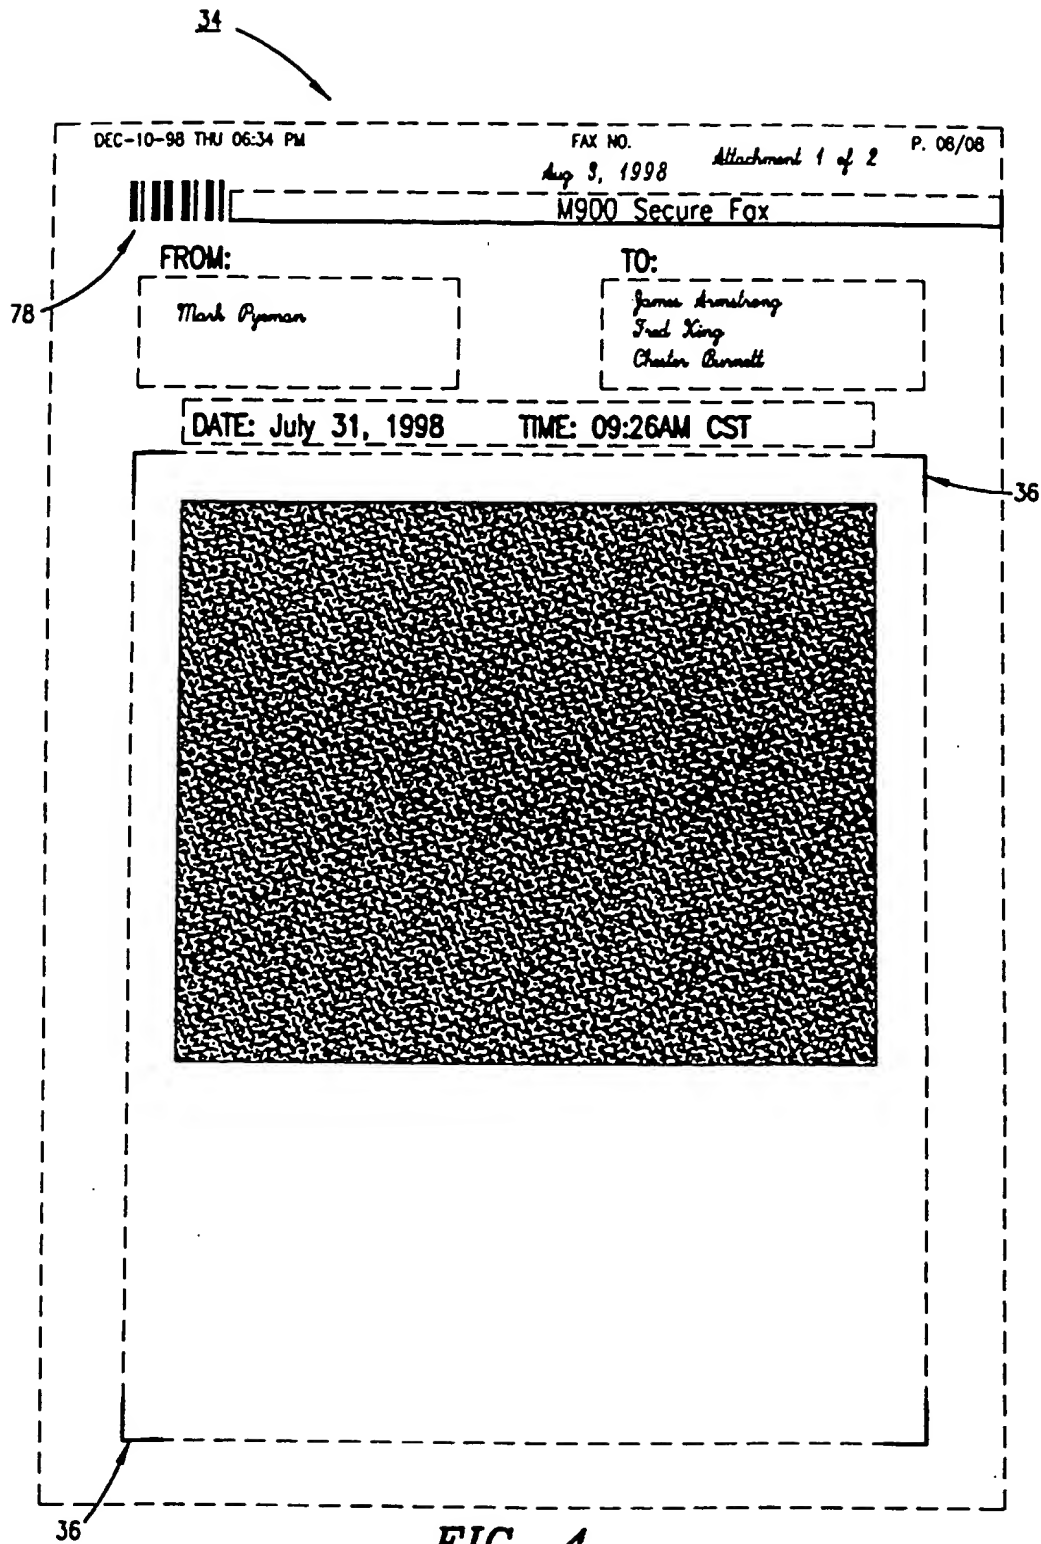 34
DEC-10-98 THU 06:34 PM FAX NO. P. 08/08
Aug 3, 1998 Attachment 1 of 2
M900 Secure Fax
78
FROM: TO:
Mark Pyeman
James Armstrong
Fred King
Chester Burnett
DATE: July 31, 1998 TIME: 09:26AM CST
36
36
FIG. 4